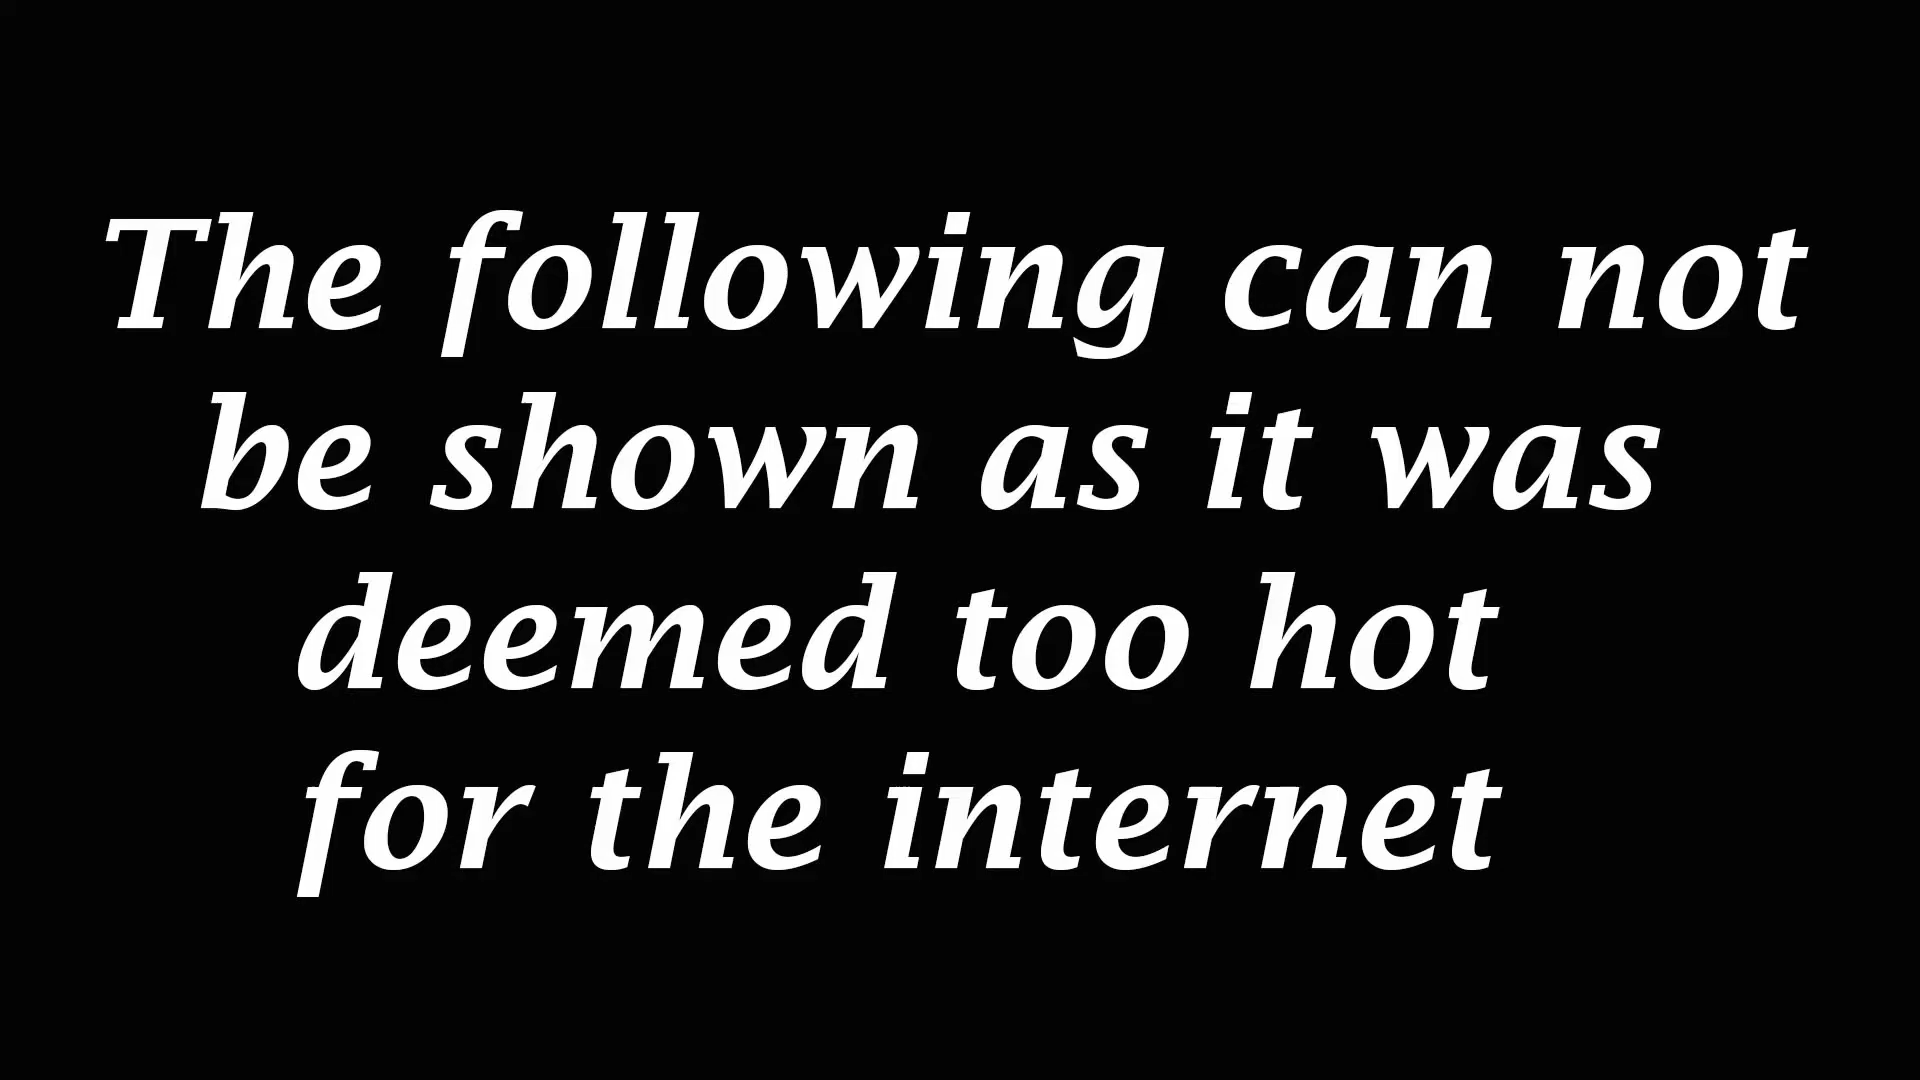 The following can not
be shown as it was
deemed too hot
for the internet